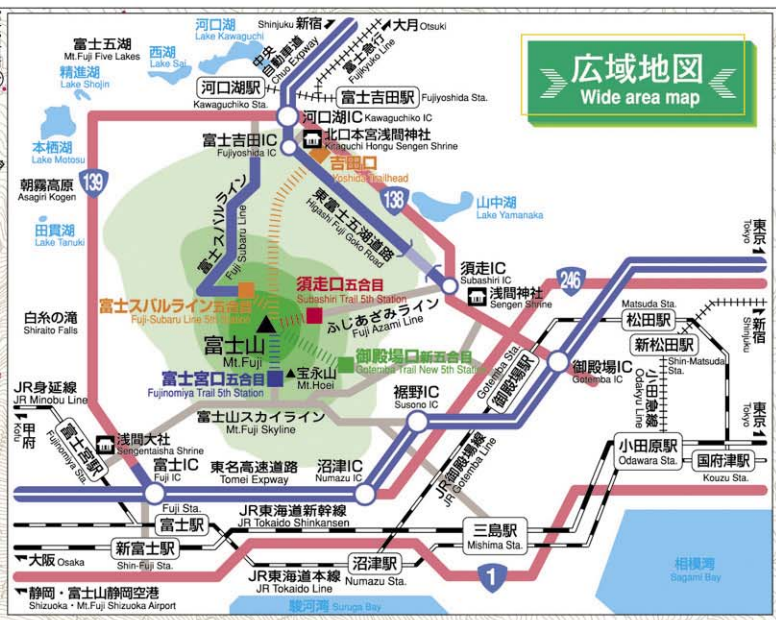 広域地図
Wide area map
富士五湖
Mt.Fuji Five Lakes
河口湖
Lake Kawaguchi
西湖
Lake Sai
精進湖
Lake Shojin
本栖湖
Lake Motosu
朝霧高原
Asagiri Kogen
田貫湖
Lake Tanuki
139
Shinjuku 新宿
大月 Otsuki
中央自動車道
Chuo Expway
富士急行
Fujikyuko Line
河口湖駅
Kawaguchiko Sta.
富士吉田駅
Fujiyoshida Sta.
河口湖IC
Kawaguchiko IC
富士吉田IC
Fujiyoshida IC
北口本宮浅間神社
Kitaguchi Hongu Sengen Shrine
吉田口
Yoshida Trailhead
138
山中湖
Lake Yamanaka
東富士五湖道路
Higashi Fuji Goko Road
富士スバルライン
Fuji Subaru Line
須走IC
Subashiri IC
浅間神社
Sengen Shrine
246
東京
Tokyo
須走口五合目
Subashiri Trail 5th Station
ふじあざみライン
Fuji Azami Line
富士スバルライン五合目
Fuji-Subaru Line 5th Station
白糸の滝
Shiraito Falls
富士山
Mt.Fuji
御殿場口新五合目
Gotemba Trail New 5th Station
宝永山
Mt.Hoei
富士宮口五合目
Fujinomiya Trail 5th Station
富士山スカイライン
Mt.Fuji Skyline
Matsuda Sta.
松田駅
新松田駅
Shin-Matsuda Sta.
新宿
Shinjuku
小田急線
Odakyu Line
Gotemba Sta.
御殿場駅
御殿場IC
Gotemba IC
裾野IC
Susono IC
JR身延線
JR Minobu Line
甲府
Kofu
富士宮駅
Fujinomiya Sta.
浅間大社
Sengentaisha Shrine
富士IC
Fuji IC
東名高速道路
Tomei Expway
沼津IC
Numazu IC
JR御殿場線
JR Gotemba Line
東京
Tokyo
小田原駅
Odawara Sta.
国府津駅
Kouzu Sta.
Fuji Sta.
富士駅
JR東海道新幹線
JR Tokaido Shinkansen
三島駅
Mishima Sta.
新富士駅
Shin-Fuji Sta.
大阪 Osaka
沼津駅
Numazu Sta.
JR東海道本線
JR Tokaido Line
1
相模湾
Sagami Bay
静岡・富士山静岡空港
Shizuoka・Mt.Fuji Shizuoka Airport
駿河湾 Suruga Bay